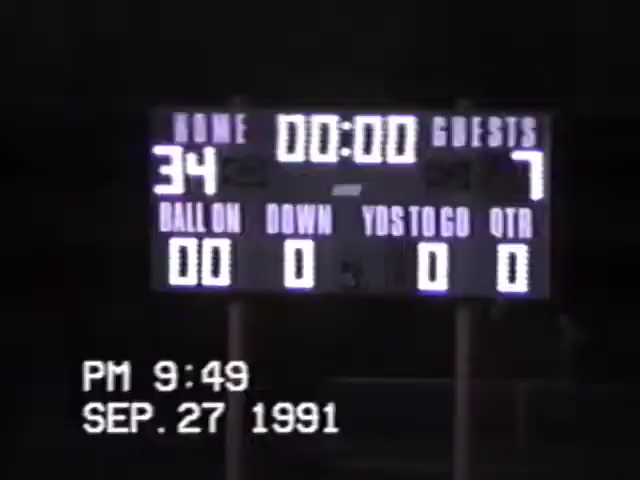 HOME 00:00 GUESTS
34 7
BALL ON DOWN YDS TO GO QTR
00 0 0 0
PM 9:49
SEP. 27 1991